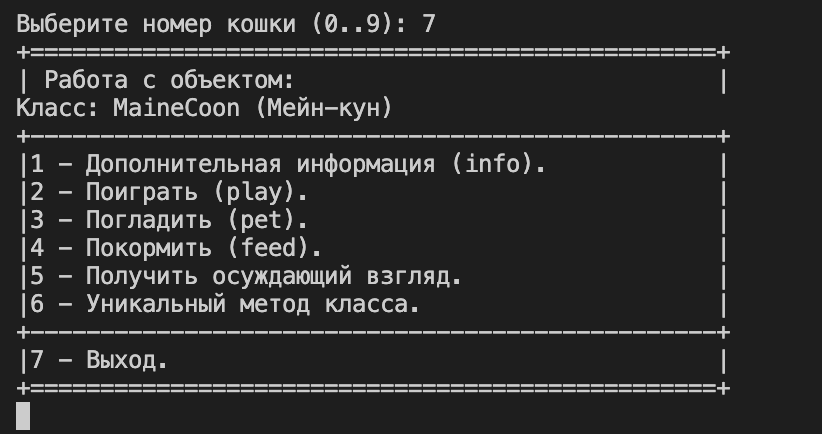 Выберите номер кошки (0..9): 7
+=================================================+
| Работа с объектом:                              |
Класс: MaineCoon (Мейн-кун)
+-------------------------------------------------+
|1 - Дополнительная информация (info).            |
|2 - Поиграть (play).                             |
|3 - Погладить (pet).                             |
|4 - Покормить (feed).                            |
|5 - Получить осуждающий взгляд.                  |
|6 - Уникальный метод класса.                     |
+-------------------------------------------------+
|7 - Выход.                                       |
+=================================================+